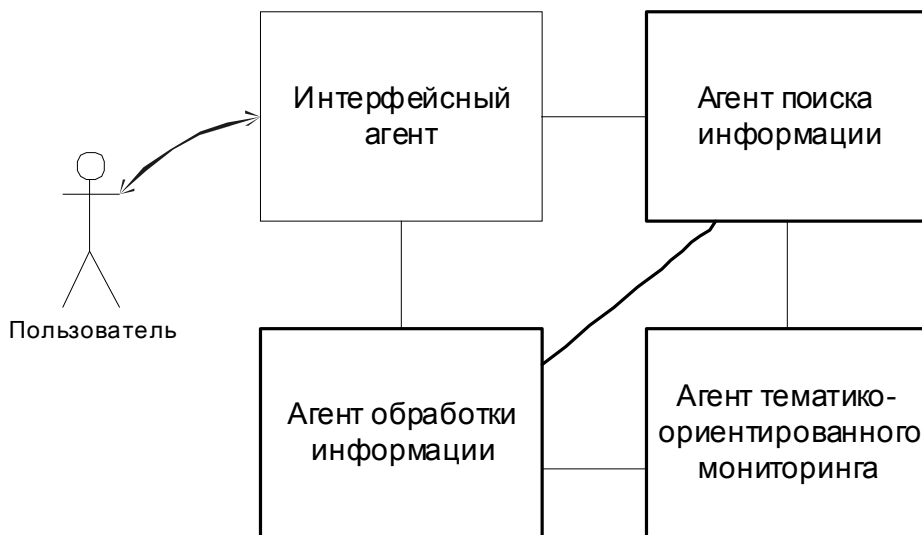 Интерфейсный
агент
Агент поиска
информации
Пользователь
Агент обработки
информации
Агент тематико-
ориентированного
мониторинга